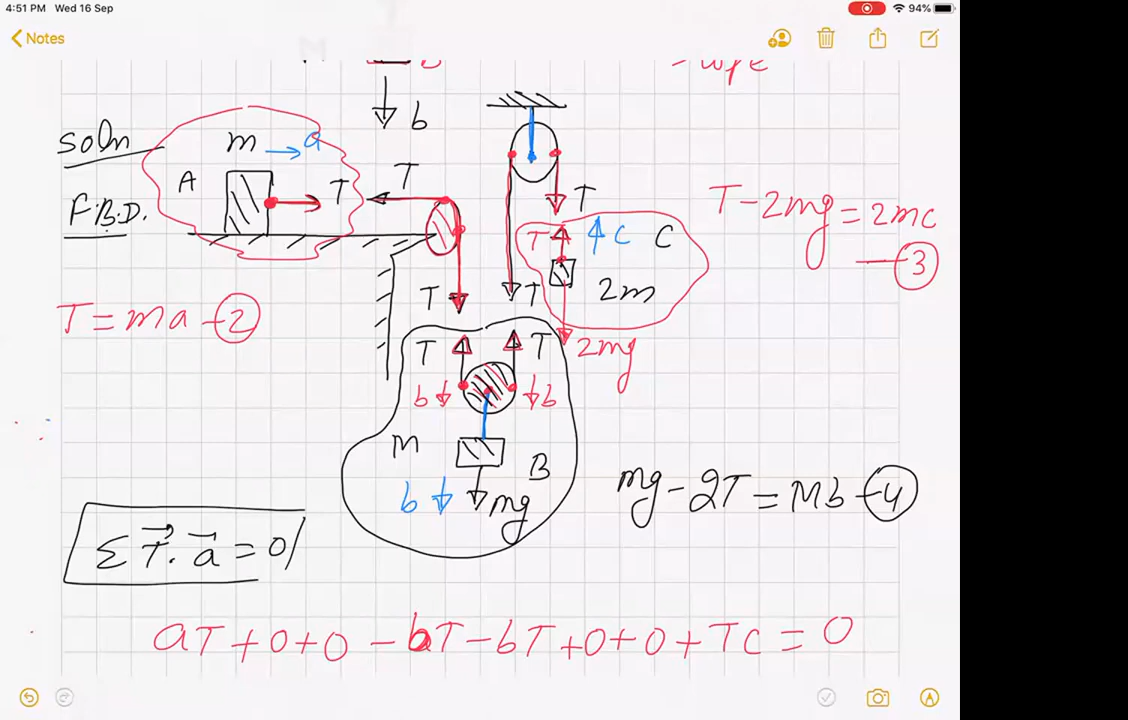 4:51 PM Wed 16 Sep
94%
Notes
b
soln
m → a
A
T
T
F.B.D.
T
T - 2mg = 2mc
- ③
T ↑ c C
2m
T = ma - ②
T
T
T
T
2mg
b ↓
↓ b
M
B
b ↓
mg
mg - 2T = Mb - ④
Σ T⃗ . a⃗ = 0
aT + 0 + 0 - bT - bT + 0 + 0 + Tc = 0